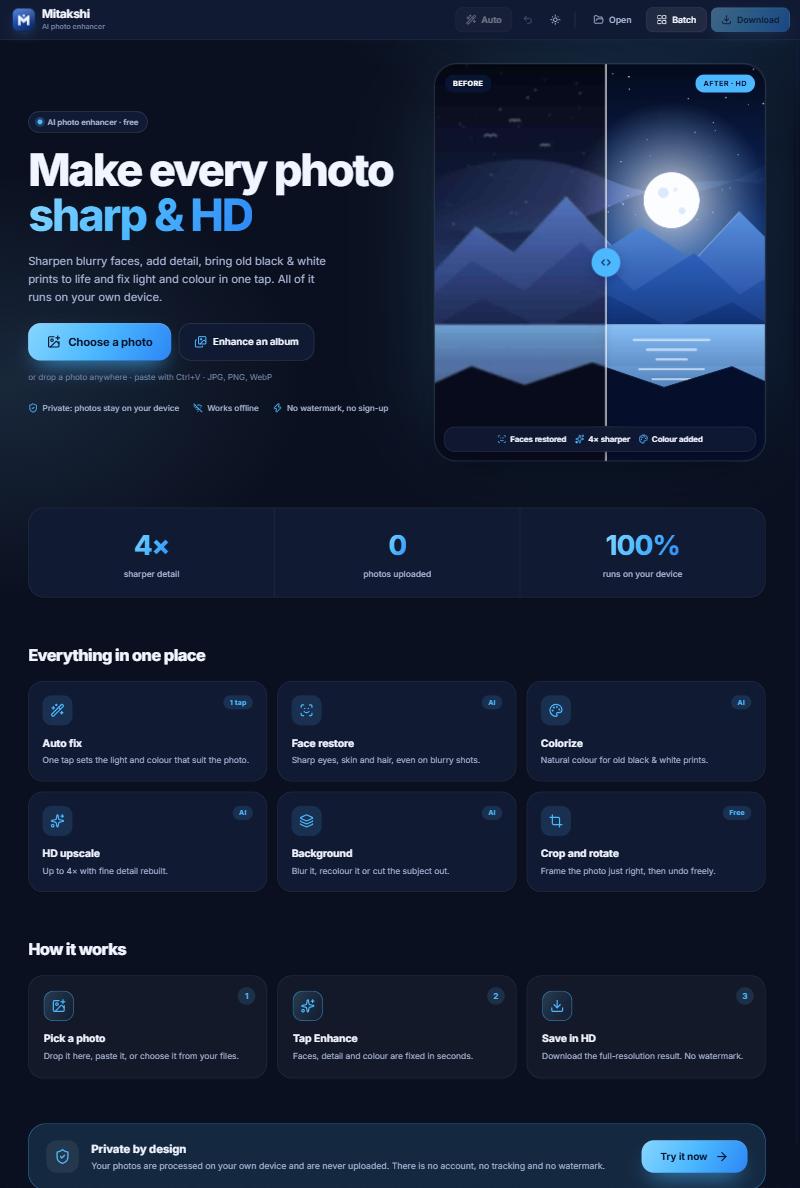 Mitakshi
AI photo enhancer
Auto
Open
Batch
Download
AI photo enhancer · free
Make every photo
sharp & HD
Sharpen blurry faces, add detail, bring old black & white
prints to life and fix light and colour in one tap. All of it
runs on your own device.
Choose a photo
Enhance an album
or drop a photo anywhere · paste with Ctrl+V · JPG, PNG, WebP
Private: photos stay on your device
Works offline
No watermark, no sign-up
BEFORE
AFTER · HD
Faces restored
4× sharper
Colour added
4×
sharper detail
0
photos uploaded
100%
runs on your device
Everything in one place
1 tap
Auto fix
One tap sets the light and colour that suit the photo.
AI
Face restore
Sharp eyes, skin and hair, even on blurry shots.
AI
Colorize
Natural colour for old black & white prints.
AI
HD upscale
Up to 4× with fine detail rebuilt.
AI
Background
Blur it, recolour it or cut the subject out.
Free
Crop and rotate
Frame the photo just right, then undo freely.
How it works
1
Pick a photo
Drop it here, paste it, or choose it from your files.
2
Tap Enhance
Faces, detail and colour are fixed in seconds.
3
Save in HD
Download the full-resolution result. No watermark.
Private by design
Your photos are processed on your own device and are never uploaded. There is no account, no tracking and no watermark.
Try it now